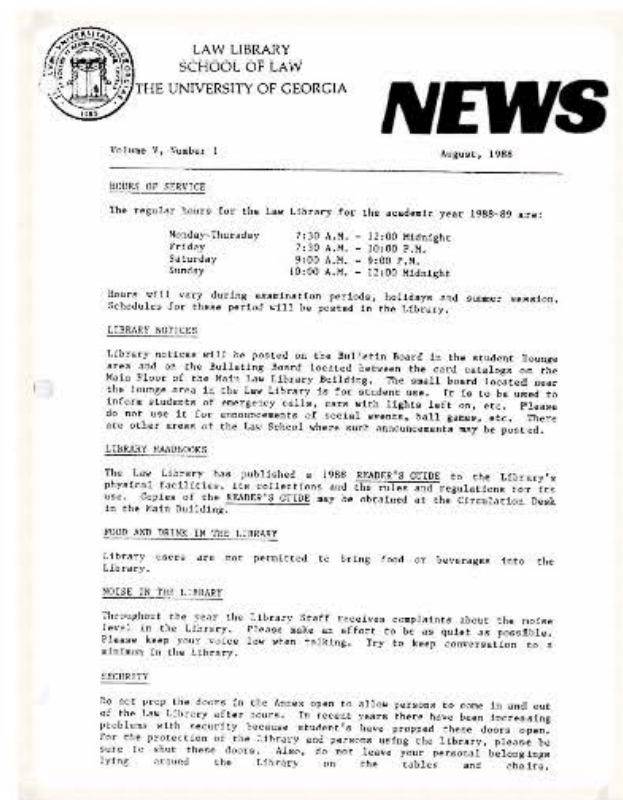 LAW LIBRARY
SCHOOL OF LAW
THE UNIVERSITY OF GEORGIA
NEWS
1785
Volume V, Number 1
August, 1988
HOURS OF SERVICE
The regular hours for the Law Library for the academic year 1988-89 are:
Monday-Thursday 7:30 A.M. - 12:00 Midnight
Friday 7:30 A.M. - 10:00 P.M.
Saturday 9:00 A.M. - 9:00 P.M.
Sunday 10:00 A.M. - 12:00 Midnight
Hours will vary during examination periods, holidays and summer session.
Schedules for these period will be posted in the Library.
LIBRARY NOTICES
Library notices will be posted on the Bulletin Board in the student lounge
area and on the Bulleting Board located between the card catalogs on the
Main Floor of the Main Law Library Building. The small board located near
the lounge area in the Law Library is for student use. It is to be used to
inform students of emergency calls, cars with lights left on, etc. Please
do not use it for announcements of social events, ball games, etc. There
are other areas of the Law School where such announcements may be posted.
LIBRARY HANDBOOKS
The Law Library has published a 1988 READER'S GUIDE to the Library's
physical facilities, its collections and the rules and regulations for its
use. Copies of the READER'S GUIDE may be obtained at the Circulation Desk
in the Main Building.
FOOD AND DRINK IN THE LIBRARY
Library users are not permitted to bring food or beverages into the
Library.
NOISE IN THE LIBRARY
Throughout the year the Library Staff receives complaints about the noise
level in the Library. Please make an effort to be as quiet as possible.
Please keep your voice low when talking. Try to keep conversation to a
minimum in the Library.
SECURITY
Do not prop the doors in the Annex open to allow persons to come in and out
of the Law Library after hours. In recent years there have been increasing
problems with security because student's have propped these doors open.
For the protection of the Library and persons using the library, please be
sure to shut these doors. Also, do not leave your personal belongings
lying around the Library on the tables and chairs.